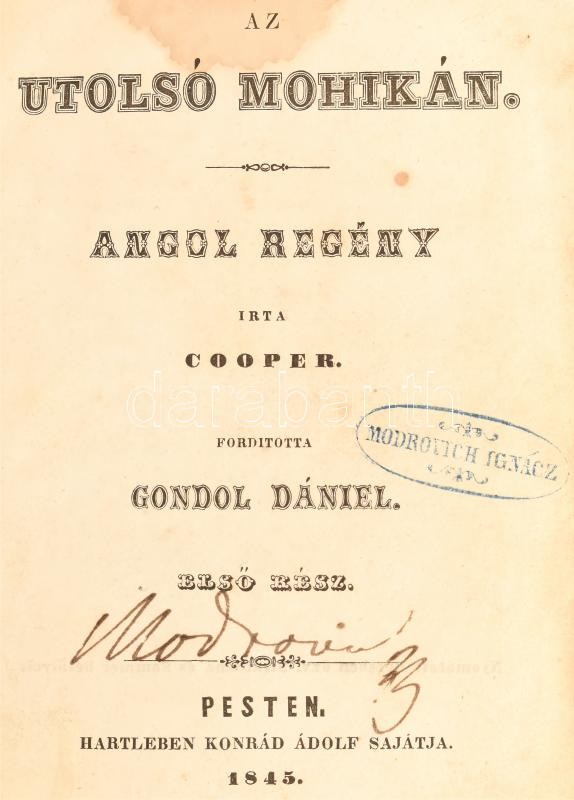 AZ
UTOLSÓ MOHIKÁN.
ANGOL REGÉNY
IRTA
COOPER.
darabanth
FORDITOTTA
MODROVICH IGNÁCZ
GONDOL DÁNIEL.
ELSŐ RÉSZ.
PESTEN.
HARTLEBEN KONRÁD ÁDOLF SAJÁTJA.
1845.